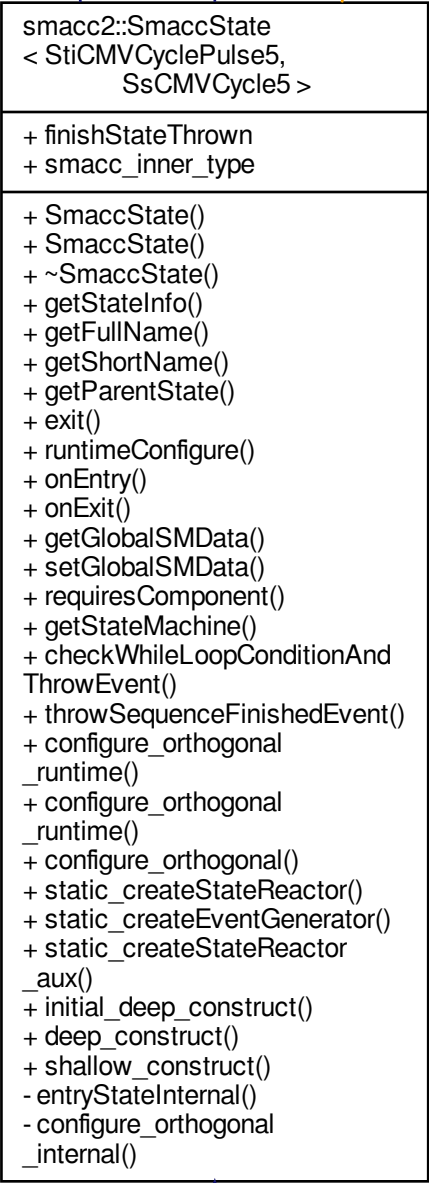 smacc2::SmaccState
< StiCMVCyclePulse5,
SsCMVCycle5 >
+ finishStateThrown
+ smacc_inner_type
+ SmaccState()
+ SmaccState()
+ ~SmaccState()
+ getStateInfo()
+ getFullName()
+ getShortName()
+ getParentState()
+ exit()
+ runtimeConfigure()
+ onEntry()
+ onExit()
+ getGlobalSMData()
+ setGlobalSMData()
+ requiresComponent()
+ getStateMachine()
+ checkWhileLoopConditionAnd
ThrowEvent()
+ throwSequenceFinishedEvent()
+ configure_orthogonal
_runtime()
+ configure_orthogonal
_runtime()
+ configure_orthogonal()
+ static_createStateReactor()
+ static_createEventGenerator()
+ static_createStateReactor
_aux()
+ initial_deep_construct()
+ deep_construct()
+ shallow_construct()
- entryStateInternal()
- configure_orthogonal
_internal()